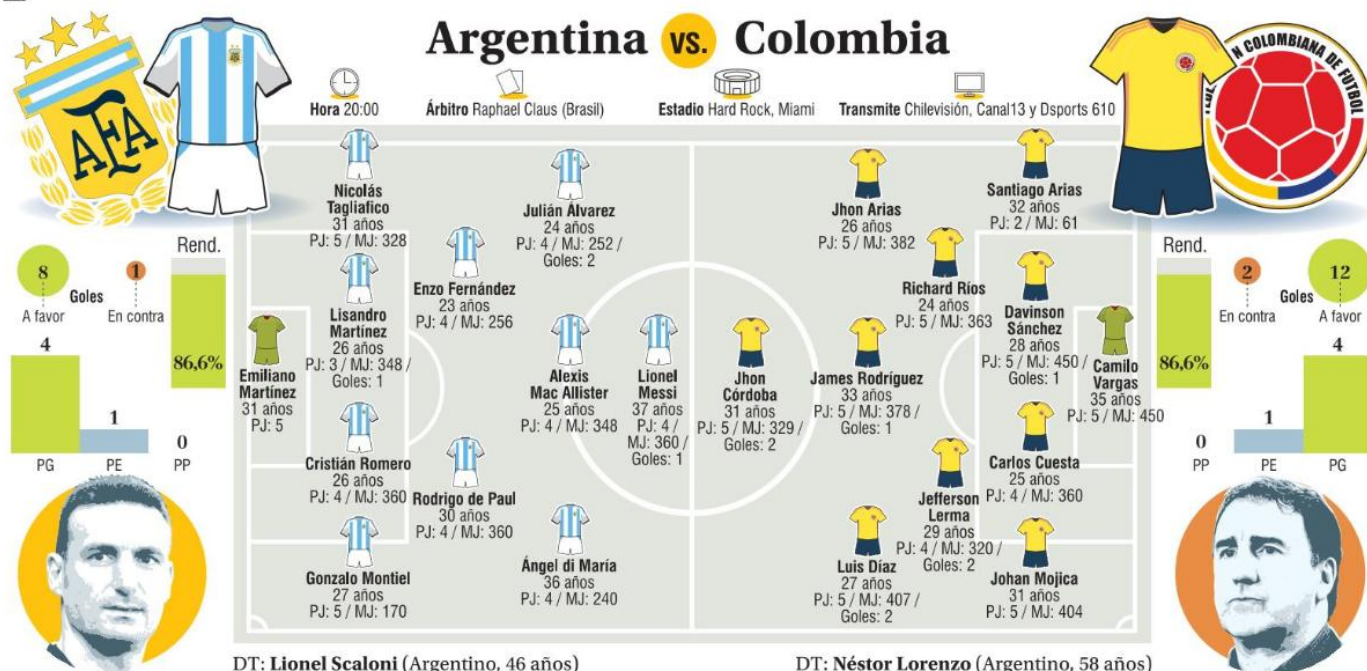 Argentina vs. Colombia
Hora 20:00
Árbitro Raphael Claus (Brasil)
Estadio Hard Rock, Miami
Transmite Chilevisión, Canal13 y Dsports 610
AFA
AFA
N COLOMBIANA DE FÚTBOL
8
Goles
A favor
1
En contra
Rend.
86,6%
4
PG
1
PE
0
PP
Emiliano
Martínez
31 años
PJ: 5
Nicolás
Tagliafico
31 años
PJ: 5 / MJ: 328
Lisandro
Martínez
26 años
PJ: 3 / MJ: 348 /
Goles: 1
Cristián Romero
26 años
PJ: 4 / MJ: 360
Gonzalo Montiel
27 años
PJ: 5 / MJ: 170
Enzo Fernández
23 años
PJ: 4 / MJ: 256
Rodrigo de Paul
30 años
PJ: 4 / MJ: 360
Julián Álvarez
24 años
PJ: 4 / MJ: 252 /
Goles: 2
Alexis
Mac Allister
25 años
PJ: 4 / MJ: 348
Ángel di María
36 años
PJ: 4 / MJ: 240
Lionel
Messi
37 años
PJ: 4 /
MJ: 360 /
Goles: 1
Jhon
Córdoba
31 años
PJ: 5 / MJ: 329 /
Goles: 2
Jhon Arias
26 años
PJ: 5 / MJ: 382
James Rodríguez
33 años
PJ: 5 / MJ: 378 /
Goles: 1
Luis Díaz
27 años
PJ: 5 / MJ: 407 /
Goles: 2
Richard Ríos
24 años
PJ: 5 / MJ: 363
Jefferson
Lerma
29 años
PJ: 4 / MJ: 320 /
Goles: 2
Santiago Arias
32 años
PJ: 2 / MJ: 61
Davinson
Sánchez
28 años
PJ: 5 / MJ: 450 /
Goles: 1
Carlos Cuesta
25 años
PJ: 4 / MJ: 360
Johan Mojica
31 años
PJ: 5 / MJ: 404
Camilo
Vargas
35 años
PJ: 5 / MJ: 450
Rend.
86,6%
2
En contra
Goles
12
A favor
0
PP
1
PE
4
PG
DT: Lionel Scaloni (Argentino, 46 años)
DT: Néstor Lorenzo (Argentino, 58 años)